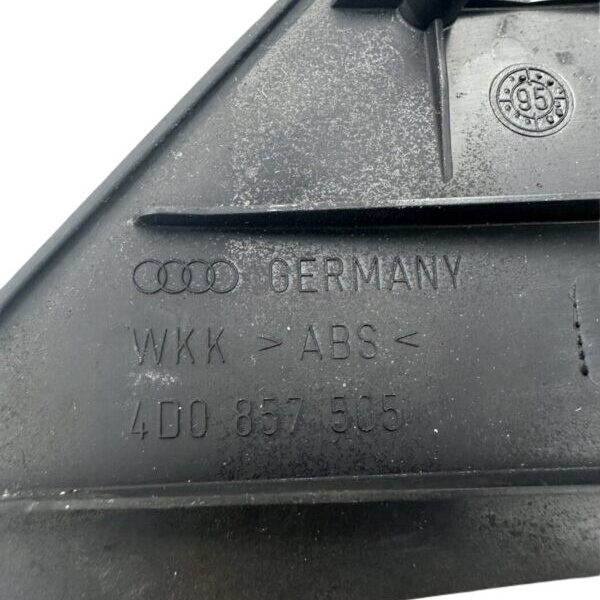 95
GERMANY
WKK > ABS <
4D0 857 505